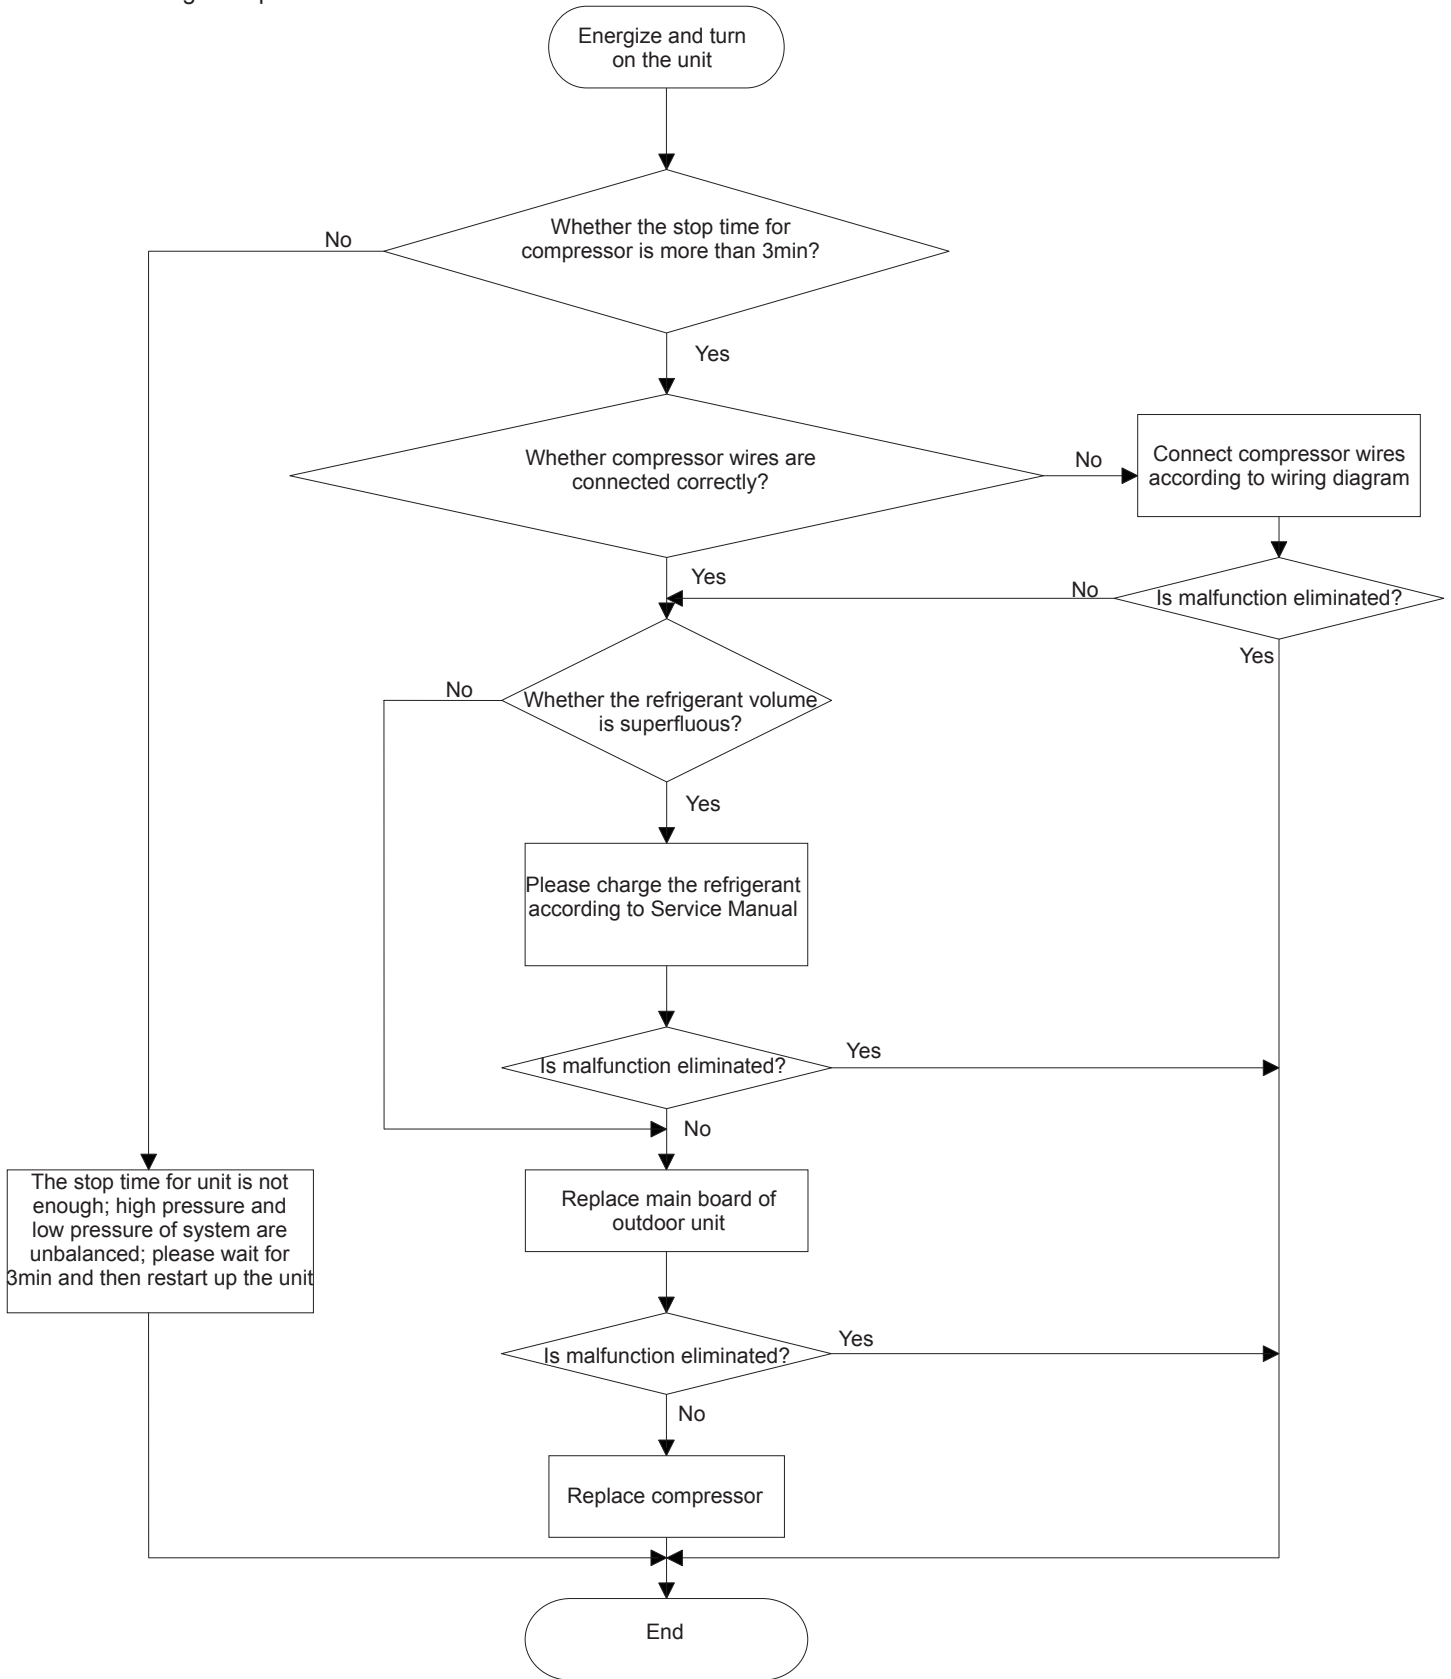 Energize and turn
on the unit
Whether the stop time for
compressor is more than 3min?
No
Yes
Whether compressor wires are
connected correctly?
No
Connect compressor wires
according to wiring diagram
Yes
No
Is malfunction eliminated?
Yes
No
Whether the refrigerant volume
is superfluous?
Yes
Please charge the refrigerant
according to Service Manual
Is malfunction eliminated?
Yes
No
The stop time for unit is not
enough; high pressure and
low pressure of system are
unbalanced; please wait for
3min and then restart up the unit
Replace main board of
outdoor unit
Is malfunction eliminated?
Yes
No
Replace compressor
End